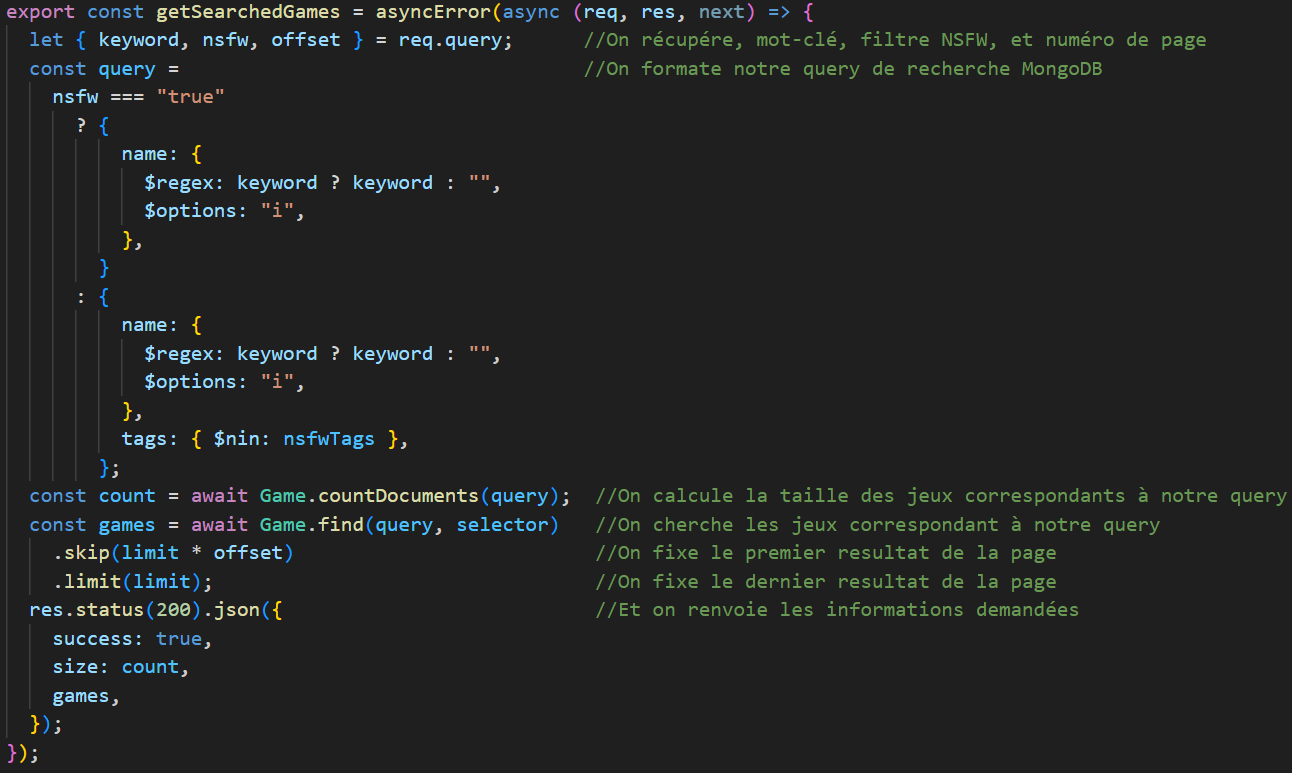 export const getSearchedGames = asyncError(async (req, res, next) => {
  let { keyword, nsfw, offset } = req.query;      //On récupére, mot-clé, filtre NSFW, et numéro de page
  const query =                                   //On formate notre query de recherche MongoDB
    nsfw === "true"
      ? {
          name: {
            $regex: keyword ? keyword : "",
            $options: "i",
          },
        }
      : {
          name: {
            $regex: keyword ? keyword : "",
            $options: "i",
          },
          tags: { $nin: nsfwTags },
        };
  const count = await Game.countDocuments(query);  //On calcule la taille des jeux correspondants à notre query
  const games = await Game.find(query, selector)   //On cherche les jeux correspondant à notre query
    .skip(limit * offset)                          //On fixe le premier resultat de la page
    .limit(limit);                                 //On fixe le dernier resultat de la page
  res.status(200).json({                           //Et on renvoie les informations demandées
    success: true,
    size: count,
    games,
  });
});